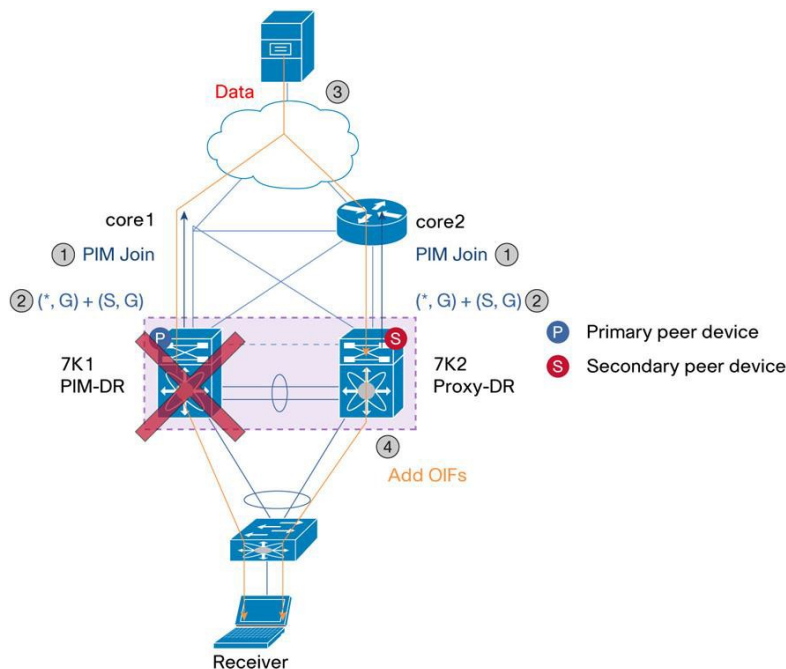 Data
3
core1
core2
1 PIM Join
PIM Join 1
2 (*, G) + (S, G)
(*, G) + (S, G) 2
P
S
P Primary peer device
S Secondary peer device
7K1
PIM-DR
7K2
Proxy-DR
4
Add OIFs
Receiver